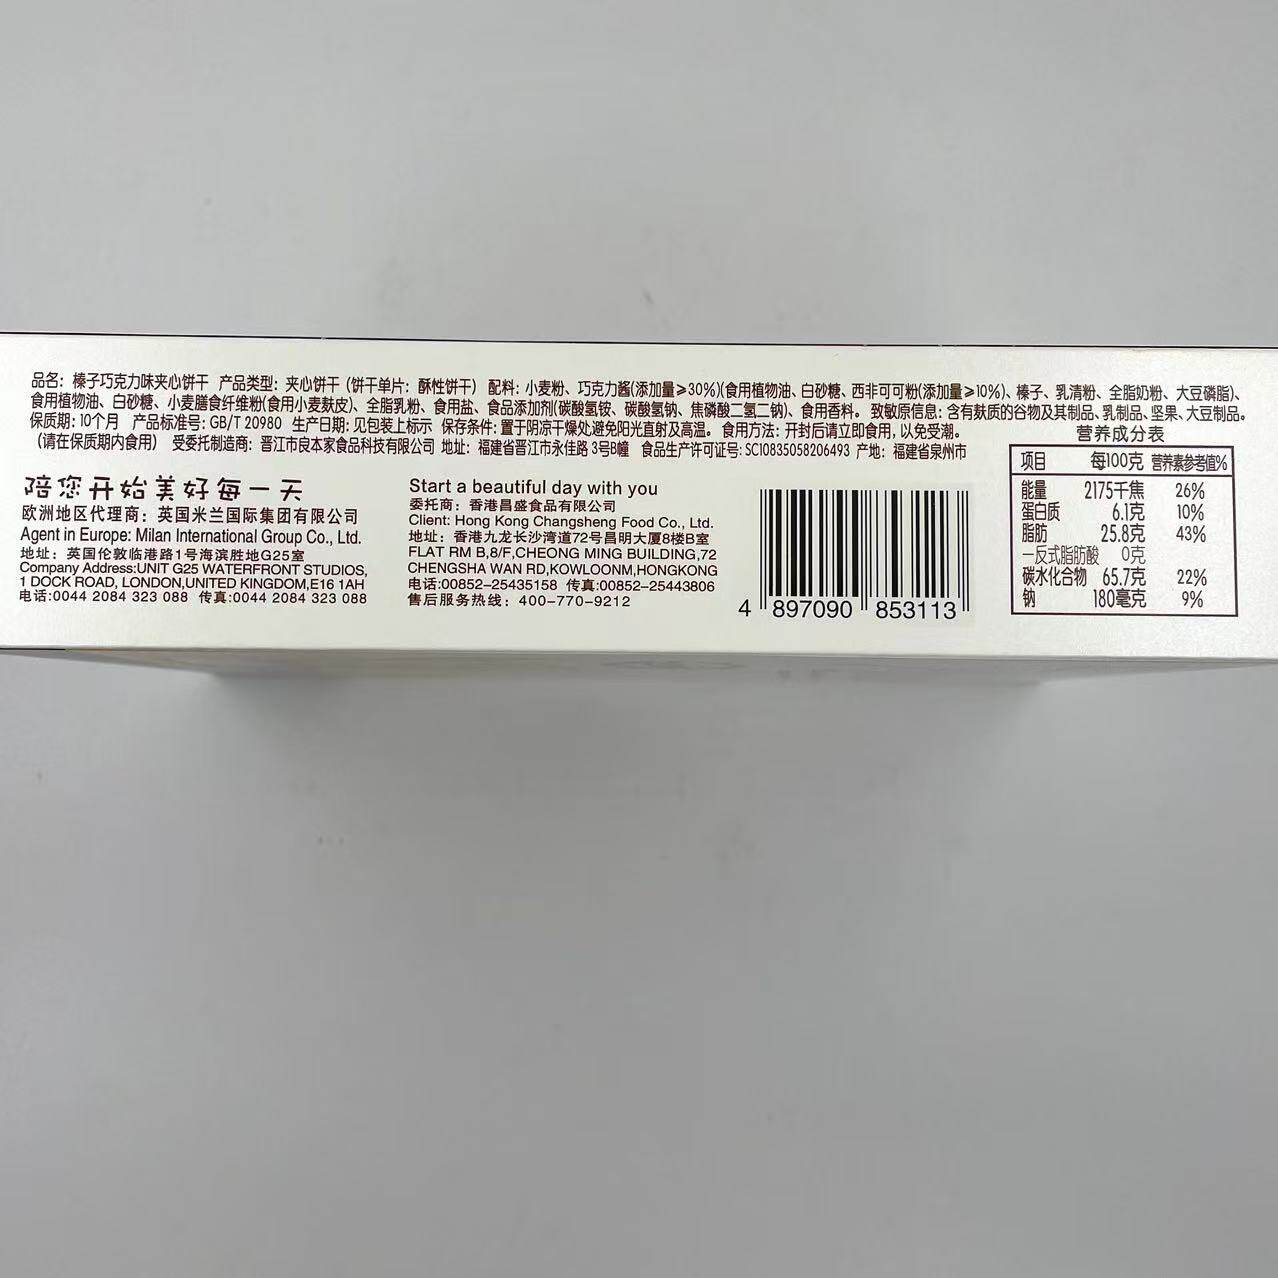 品名：榛子巧克力味夹心饼干 产品类型：夹心饼干（饼干单片：酥性饼干） 配料：小麦粉、巧克力酱(添加量≥30%)(食用植物油、白砂糖、西非可可粉(添加量≥10%)、榛子、乳清粉、全脂奶粉、大豆磷脂)、
食用植物油、白砂糖、小麦膳食纤维粉(食用小麦麸皮)、全脂乳粉、食用盐、食品添加剂(碳酸氢铵、碳酸氢钠、焦磷酸二氢二钠)、食用香料。 致敏原信息：含有麸质的谷物及其制品、乳制品、坚果、大豆制品。
保质期：10个月 产品标准号：GB/T 20980 生产日期：见包装上标示 保存条件：置于阴凉干燥处避免阳光直射及高温。 食用方法：开封后请立即食用，以免受潮。
（请在保质期内食用） 受委托制造商：晋江市良本家食品科技有限公司 地址：福建省晋江市永佳路 3号B幢 食品生产许可证号：SC10835058206493 产地：福建省泉州市
陪您开始美好每一天
欧洲地区代理商：英国米兰国际集团有限公司
Agent in Europe: Milan International Group Co., Ltd.
地址：英国伦敦临港路1号海滨胜地G25室
Company Address:UNIT G25 WATERFRONT STUDIOS,
1 DOCK ROAD, LONDON,UNITED KINGDOM,E16 1AH
电话:0044 2084 323 088 传真:0044 2084 323 088
Start a beautiful day with you
委托商：香港昌盛食品有限公司
Client: Hong Kong Changsheng Food Co., Ltd.
地址：香港九龙长沙湾道72号昌明大厦8楼B室
FLAT RM B,8/F,CHEONG MING BUILDING,72
CHENGSHA WAN RD,KOWLOONM,HONGKONG
电话:00852-25435158 传真:00852-25443806
售后服务热线：400-770-9212
4 897090 853113
营养成分表
项目 每100克 营养素参考值%
能量 2175千焦 26%
蛋白质 6.1克 10%
脂肪 25.8克 43%
—反式脂肪酸 0克
碳水化合物 65.7克 22%
钠 180毫克 9%